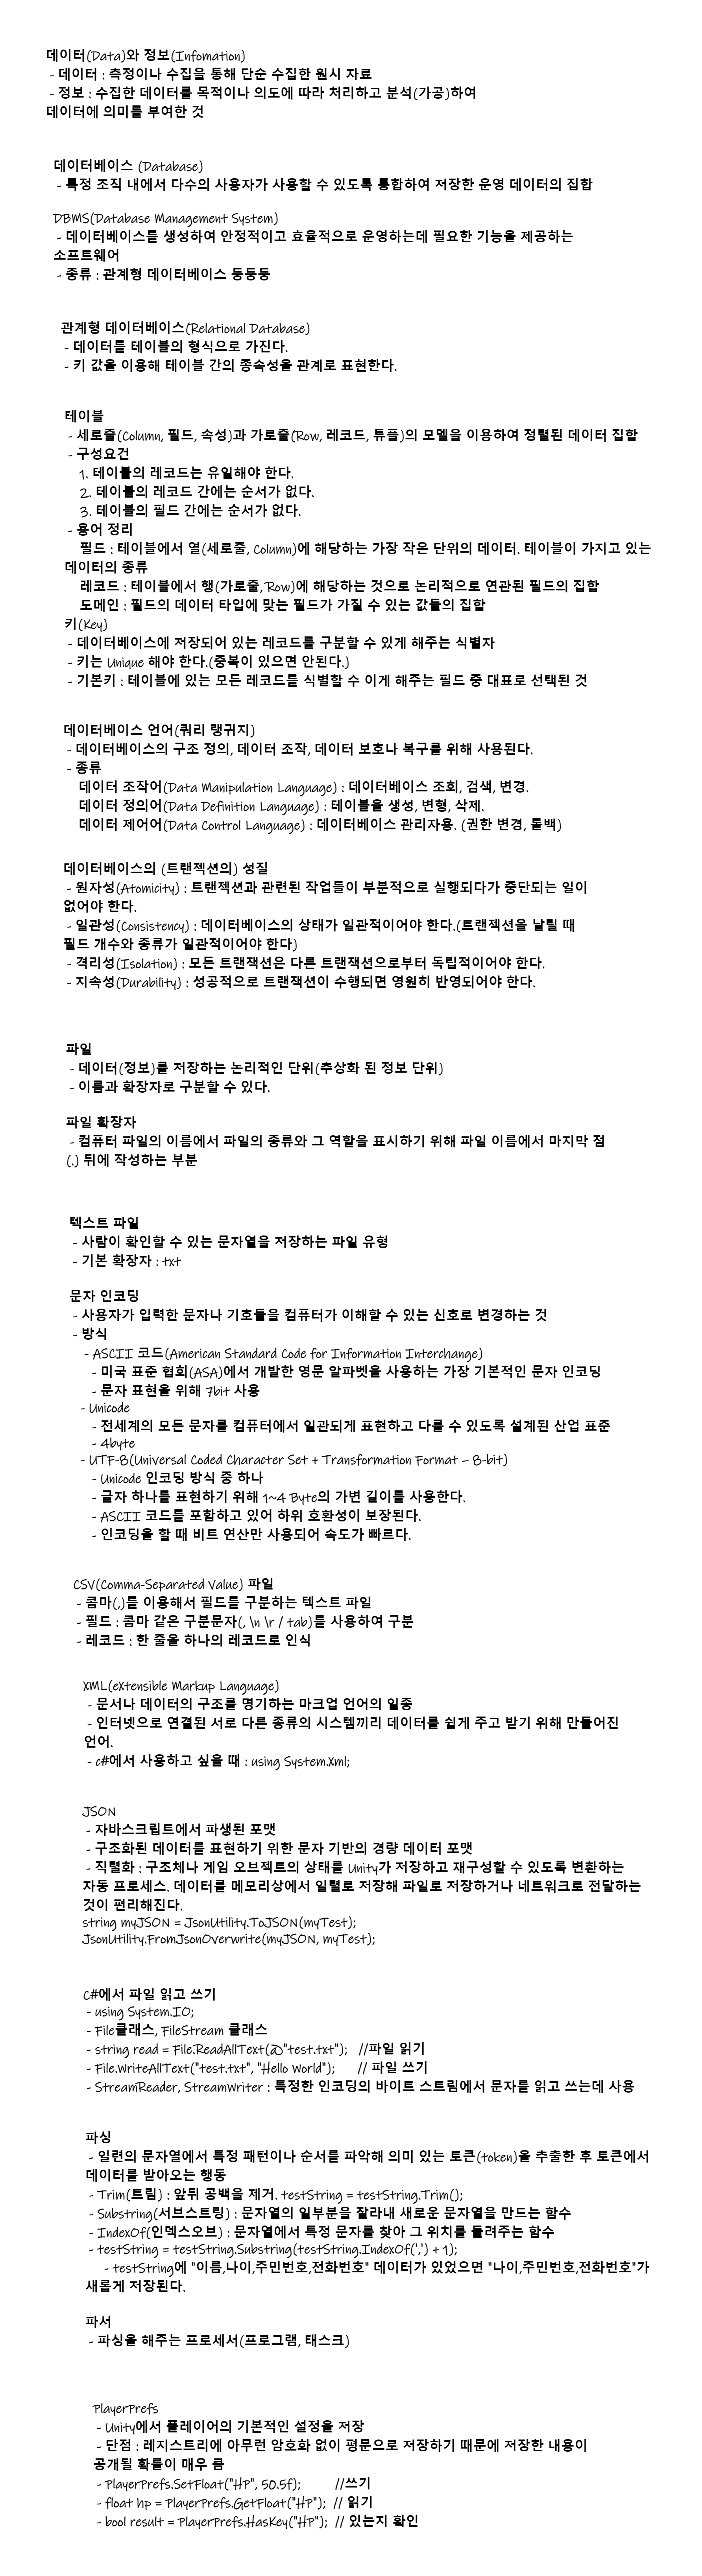 데이터(Data)와 정보(Infomation)
- 데이터 : 측정이나 수집을 통해 단순 수집한 원시 자료
- 정보 : 수집한 데이터를 목적이나 의도에 따라 처리하고 분석(가공)하여
데이터에 의미를 부여한 것
데이터베이스 (Database)
- 특정 조직 내에서 다수의 사용자가 사용할 수 있도록 통합하여 저장한 운영 데이터의 집합
DBMS(Database Management System)
- 데이터베이스를 생성하여 안정적이고 효율적으로 운영하는데 필요한 기능을 제공하는
소프트웨어
- 종류 : 관계형 데이터베이스 등등등
관계형 데이터베이스(Relational Database)
- 데이터를 테이블의 형식으로 가진다.
- 키 값을 이용해 테이블 간의 종속성을 관계로 표현한다.
테이블
- 세로줄(Column, 필드, 속성)과 가로줄(Row, 레코드, 튜플)의 모델을 이용하여 정렬된 데이터 집합
- 구성요건
1. 테이블의 레코드는 유일해야 한다.
2. 테이블의 레코드 간에는 순서가 없다.
3. 테이블의 필드 간에는 순서가 없다.
- 용어 정리
필드 : 테이블에서 열(세로줄, Column)에 해당하는 가장 작은 단위의 데이터. 테이블이 가지고 있는
데이터의 종류
레코드 : 테이블에서 행(가로줄, Row)에 해당하는 것으로 논리적으로 연관된 필드의 집합
도메인 : 필드의 데이터 타입에 맞는 필드가 가질 수 있는 값들의 집합
키(Key)
- 데이터베이스에 저장되어 있는 레코드를 구분할 수 있게 해주는 식별자
- 키는 Unique 해야 한다.(중복이 있으면 안된다.)
- 기본키 : 테이블에 있는 모든 레코드를 식별할 수 이게 해주는 필드 중 대표로 선택된 것
데이터베이스 언어(쿼리 랭귀지)
- 데이터베이스의 구조 정의, 데이터 조작, 데이터 보호나 복구를 위해 사용된다.
- 종류
데이터 조작어(Data Manipulation Language) : 데이터베이스 조회, 검색, 변경.
데이터 정의어(Data Definition Language) : 테이블을 생성, 변형, 삭제.
데이터 제어어(Data Control Language) : 데이터베이스 관리자용. (권한 변경, 롤백)
데이터베이스의 (트랜젝션의) 성질
- 원자성(Atomicity) : 트랜젝션과 관련된 작업들이 부분적으로 실행되다가 중단되는 일이
없어야 한다.
- 일관성(Consistency) : 데이터베이스의 상태가 일관적이어야 한다.(트랜젝션을 날릴 때
필드 개수와 종류가 일관적이어야 한다)
- 격리성(Isolation) : 모든 트랜잭션은 다른 트랜잭션으로부터 독립적이어야 한다.
- 지속성(Durability) : 성공적으로 트랜잭션이 수행되면 영원히 반영되어야 한다.
파일
- 데이터(정보)를 저장하는 논리적인 단위(추상화 된 정보 단위)
- 이름과 확장자로 구분할 수 있다.
파일 확장자
- 컴퓨터 파일의 이름에서 파일의 종류와 그 역할을 표시하기 위해 파일 이름에서 마지막 점
(.) 뒤에 작성하는 부분
텍스트 파일
- 사람이 확인할 수 있는 문자열을 저장하는 파일 유형
- 기본 확장자 : txt
문자 인코딩
- 사용자가 입력한 문자나 기호들을 컴퓨터가 이해할 수 있는 신호로 변경하는 것
- 방식
- ASCII 코드(American Standard Code for Information Interchange)
- 미국 표준 협회(ASA)에서 개발한 영문 알파벳을 사용하는 가장 기본적인 문자 인코딩
- 문자 표현을 위해 7bit 사용
- Unicode
- 전세계의 모든 문자를 컴퓨터에서 일관되게 표현하고 다룰 수 있도록 설계된 산업 표준
- 4byte
- UTF-8(Universal Coded Character Set + Transformation Format – 8-bit)
- Unicode 인코딩 방식 중 하나
- 글자 하나를 표현하기 위해 1~4 Byte의 가변 길이를 사용한다.
- ASCII 코드를 포함하고 있어 하위 호환성이 보장된다.
- 인코딩을 할 때 비트 연산만 사용되어 속도가 빠르다.
CSV(Comma-Separated Value) 파일
- 콤마(,)를 이용해서 필드를 구분하는 텍스트 파일
- 필드 : 콤마 같은 구분문자(, \n \r / tab)를 사용하여 구분
- 레코드 : 한 줄을 하나의 레코드로 인식
XML(eXtensible Markup Language)
- 문서나 데이터의 구조를 명기하는 마크업 언어의 일종
- 인터넷으로 연결된 서로 다른 종류의 시스템끼리 데이터를 쉽게 주고 받기 위해 만들어진
언어.
- c#에서 사용하고 싶을 때 : using System.Xml;
JSON
- 자바스크립트에서 파생된 포맷
- 구조화된 데이터를 표현하기 위한 문자 기반의 경량 데이터 포맷
- 직렬화 : 구조체나 게임 오브젝트의 상태를 Unity가 저장하고 재구성할 수 있도록 변환하는
자동 프로세스. 데이터를 메모리상에서 일렬로 저장해 파일로 저장하거나 네트워크로 전달하는
것이 편리해진다.
string myJSON = JsonUtility.ToJSON(myTest);
JsonUtility.FromJsonOverwrite(myJSON, myTest);
C#에서 파일 읽고 쓰기
- using System.IO;
- File클래스, FileStream 클래스
- string read = File.ReadAllText(@"test.txt"); //파일 읽기
- File.WriteAllText("test.txt", "Hello World"); // 파일 쓰기
- StreamReader, StreamWriter : 특정한 인코딩의 바이트 스트림에서 문자를 읽고 쓰는데 사용
파싱
- 일련의 문자열에서 특정 패턴이나 순서를 파악해 의미 있는 토큰(token)을 추출한 후 토큰에서
데이터를 받아오는 행동
- Trim(트림) : 앞뒤 공백을 제거. testString = testString.Trim();
- Substring(서브스트링) : 문자열의 일부분을 잘라내 새로운 문자열을 만드는 함수
- IndexOf(인덱스오브) : 문자열에서 특정 문자를 찾아 그 위치를 돌려주는 함수
- testString = testString.Substring(testString.IndexOf(',') + 1);
- testString에 "이름,나이,주민번호,전화번호" 데이터가 있었으면 "나이,주민번호,전화번호"가
새롭게 저장된다.
파서
- 파싱을 해주는 프로세서(프로그램, 태스크)
PlayerPrefs
- Unity에서 플레이어의 기본적인 설정을 저장
- 단점 : 레지스트리에 아무런 암호화 없이 평문으로 저장하기 때문에 저장한 내용이
공개될 확률이 매우 큼
- PlayerPrefs.SetFloat("HP", 50.5f); //쓰기
- float hp = PlayerPrefs.GetFloat("HP"); // 읽기
- bool result = PlayerPrefs.HasKey("HP"); // 있는지 확인